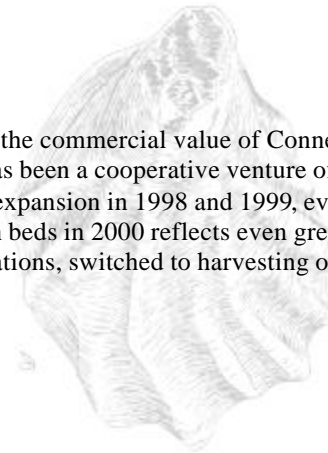 the commercial value of Conne
as been a cooperative venture of
expansion in 1998 and 1999, ev
beds in 2000 reflects even gre
ations, switched to harvesting o